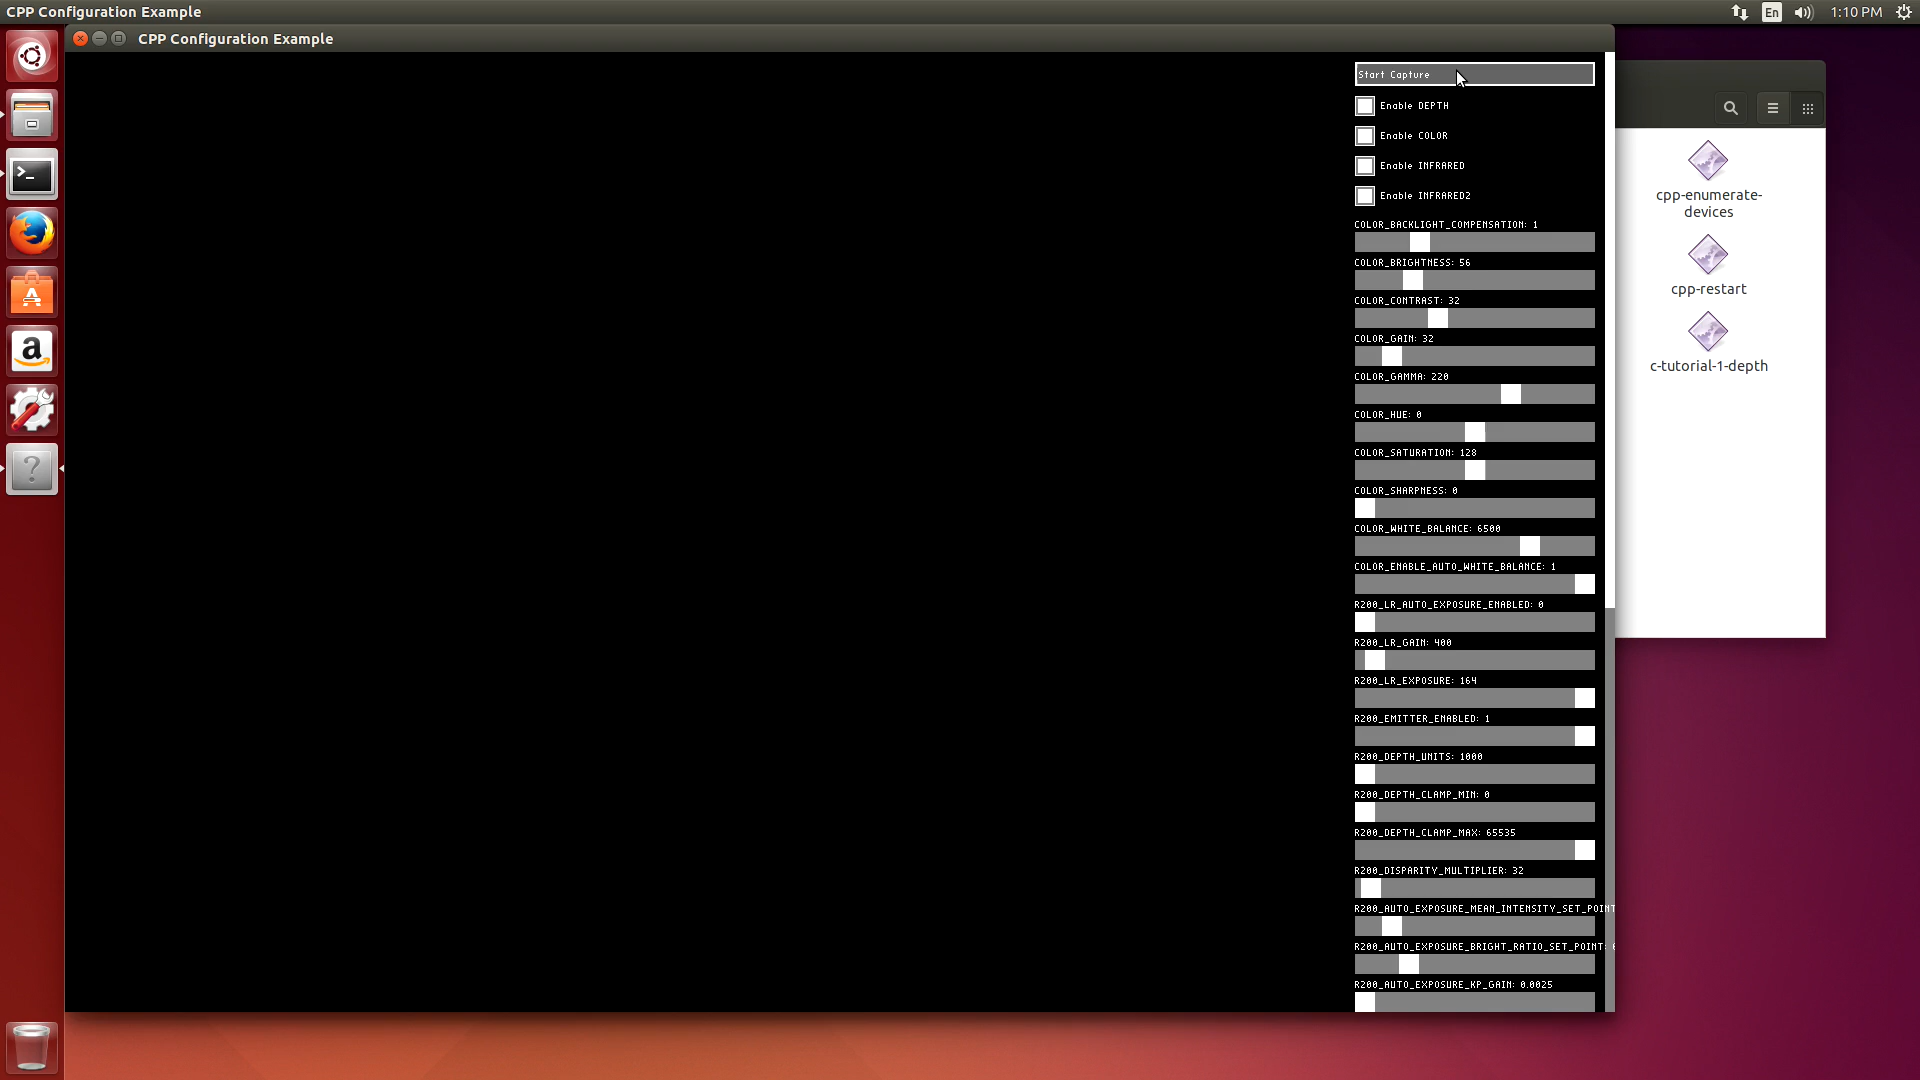 CPP Configuration Example
En
1:10 PM
CPP Configuration Example
Start Capture
Enable DEPTH
Enable COLOR
Enable INFRARED
Enable INFRARED2
COLOR_BACKLIGHT_COMPENSATION: 1
COLOR_BRIGHTNESS: 56
COLOR_CONTRAST: 32
COLOR_GAIN: 32
COLOR_GAMMA: 220
COLOR_HUE: 0
COLOR_SATURATION: 128
COLOR_SHARPNESS: 0
COLOR_WHITE_BALANCE: 6500
COLOR_ENABLE_AUTO_WHITE_BALANCE: 1
R200_LR_AUTO_EXPOSURE_ENABLED: 0
R200_LR_GAIN: 400
R200_LR_EXPOSURE: 164
R200_EMITTER_ENABLED: 1
R200_DEPTH_UNITS: 1000
R200_DEPTH_CLAMP_MIN: 0
R200_DEPTH_CLAMP_MAX: 65535
R200_DISPARITY_MULTIPLIER: 32
R200_AUTO_EXPOSURE_MEAN_INTENSITY_SET_POINT
R200_AUTO_EXPOSURE_BRIGHT_RATIO_SET_POINT:
R200_AUTO_EXPOSURE_KP_GAIN: 0.0025
cpp-enumerate-
devices
cpp-restart
c-tutorial-1-depth